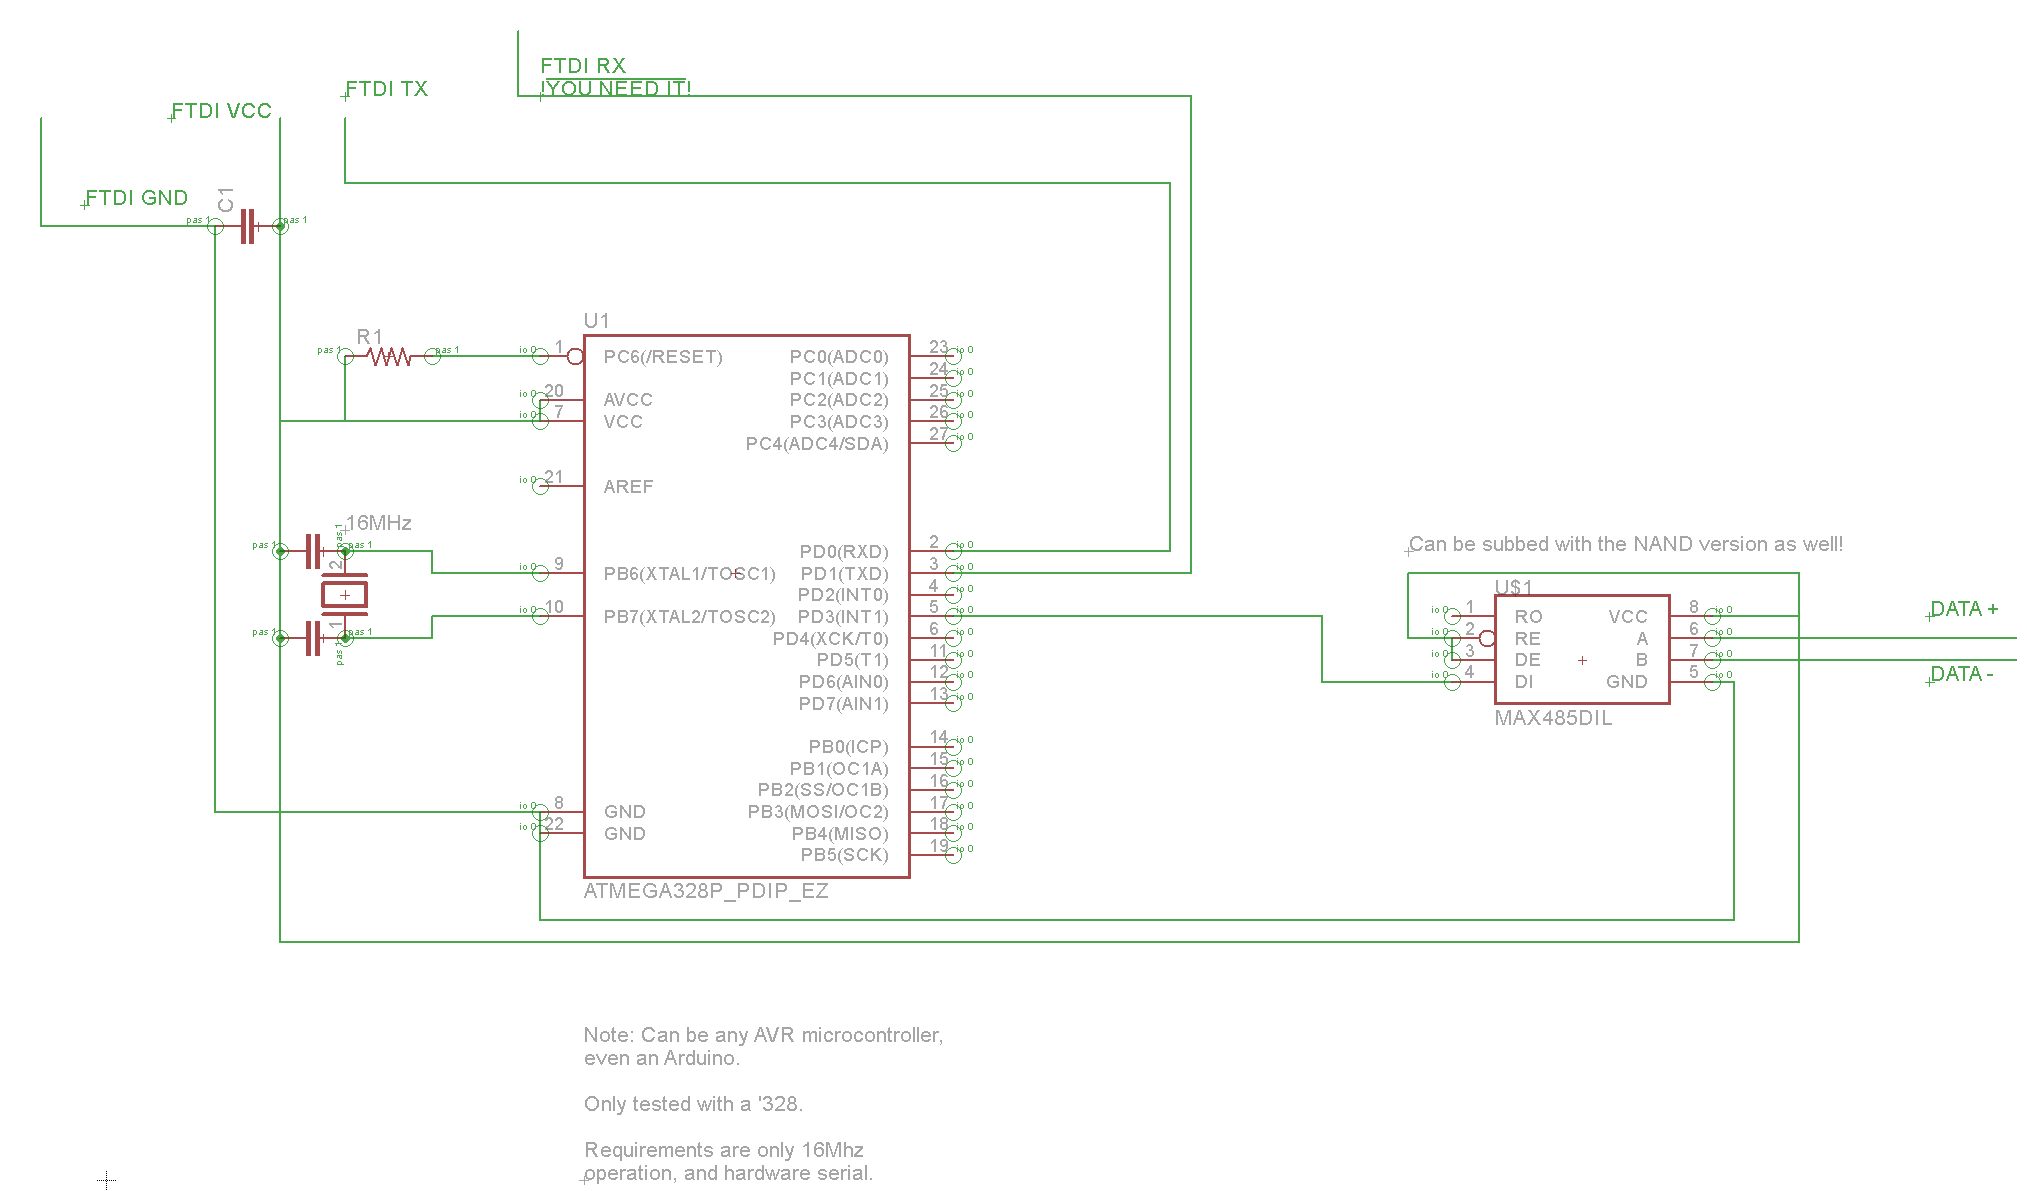 FTDI RX
!YOU NEED IT!
FTDI TX
FTDI VCC
FTDI GND
C1
pas 1
pas 1
U1
R1
pas 1
pas 1
io 0
1
PC6(/RESET)
PC0(ADC0)
23
io 0
PC1(ADC1)
24
io 0
io 0
20
AVCC
PC2(ADC2)
25
io 0
io 0
7
VCC
PC3(ADC3)
26
io 0
PC4(ADC4/SDA)
27
io 0
io 0
21
AREF
16MHz
pas 1
pas 1
pas 1
2
PD0(RXD)
2
io 0
io 0
9
PB6(XTAL1/TOSC1)
PD1(TXD)
3
io 0
PD2(INT0)
4
io 0
io 0
10
PB7(XTAL2/TOSC2)
PD3(INT1)
5
io 0
1
pas 1
pas 1
pas 1
PD4(XCK/T0)
6
io 0
PD5(T1)
11
io 0
PD6(AIN0)
12
io 0
PD7(AIN1)
13
io 0
PB0(ICP)
14
io 0
PB1(OC1A)
15
io 0
PB2(SS/OC1B)
16
io 0
io 0
8
GND
PB3(MOSI/OC2)
17
io 0
io 0
22
GND
PB4(MISO)
18
io 0
PB5(SCK)
19
io 0
ATMEGA328P_PDIP_EZ
Can be subbed with the NAND version as well!
U$1
io 0
1
RO
VCC
8
io 0
DATA +
io 0
2
RE
A
6
io 0
io 0
3
DE
B
7
io 0
io 0
4
DI
GND
5
io 0
DATA -
MAX485DIL
Note: Can be any AVR microcontroller,
even an Arduino.
Only tested with a '328.
Requirements are only 16Mhz
operation, and hardware serial.